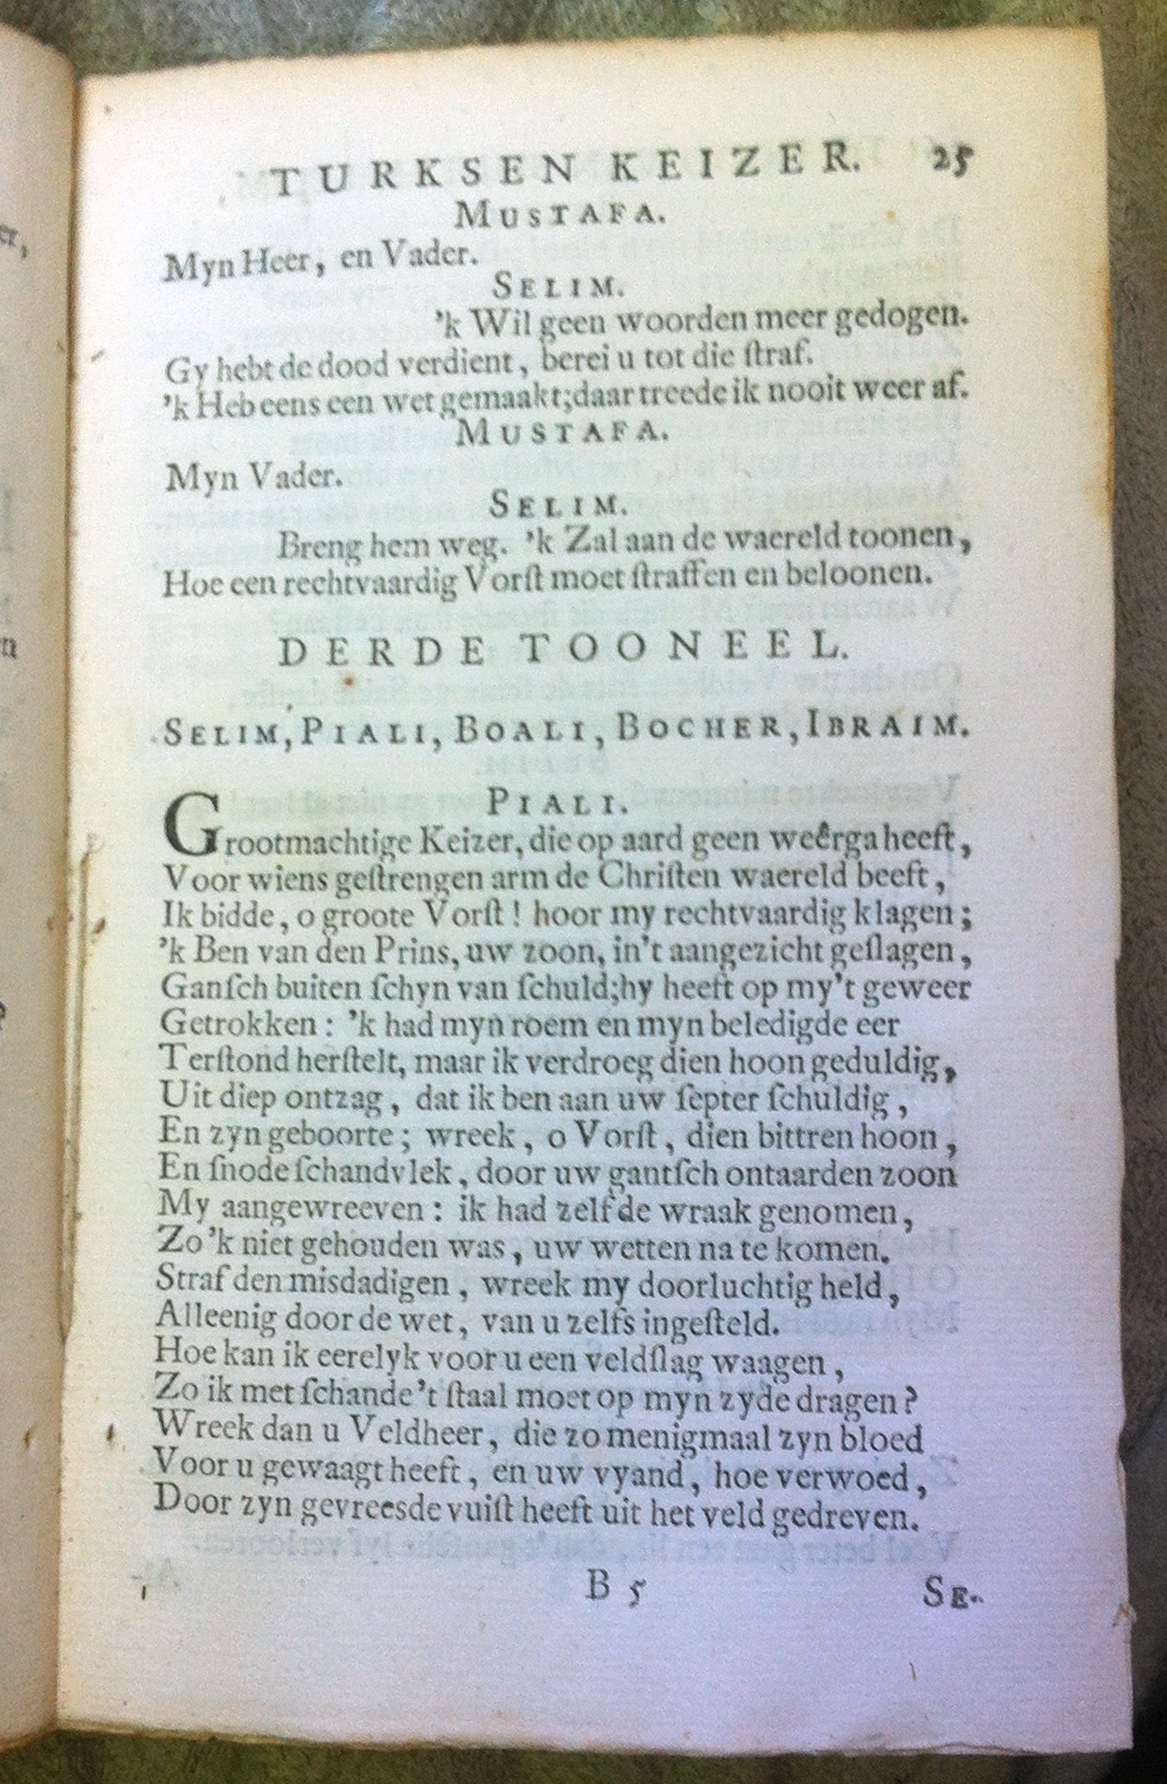 TURKSEN KEIZER. 25
MUSTAFA.
Myn Heer, en Vader.
SELIM.
'k Wil geen woorden meer gedogen.
Gy hebt de dood verdient, berei u tot die ſtraf.
'k Heb eens een wet gemaakt; daar treede ik nooit weer af.
MUSTAFA.
Myn Vader.
SELIM.
Breng hem weg. 'k Zal aan de waereld toonen,
Hoe een rechtvaardig Vorſt moet ſtraffen en beloonen.
DERDE TOONEEL.
SELIM, PIALI, BOALI, BOCHER, IBRAIM.
PIALI.
Grootmachtige Keizer, die op aard geen weêrga heeft,
Voor wiens geſtrengen arm de Chriſten waereld beeft,
Ik bidde, o groote Vorſt! hoor my rechtvaardig klagen;
'k Ben van den Prins, uw zoon, in't aangezicht geſlagen,
Ganſch buiten ſchyn van ſchuld; hy heeft op my't geweer
Getrokken: 'k had myn roem en myn beledigde eer
Terſtond herſtelt, maar ik verdroeg dien hoon geduldig,
Uit diep ontzag, dat ik ben aan uw ſepter ſchuldig,
En zyn geboorte; wreek, o Vorſt, dien bittren hoon,
En ſnode ſchandvlek, door uw gantſch ontaarden zoon
My aangewreeven: ik had zelf de wraak genomen,
Zo 'k niet gehouden was, uw wetten na te komen.
Straf den misdadigen, wreek my doorluchtig held,
Alleenig door de wet, van u zelfs ingeſteld.
Hoe kan ik eerelyk voor u een veldſlag waagen,
Zo ik met ſchande 't ſtaal moet op myn zyde dragen?
Wreek dan u Veldheer, die zo menigmaal zyn bloed
Voor u gewaagt heeft, en uw vyand, hoe verwoed,
Door zyn gevreesde vuiſt heeft uit het veld gedreven.
B 5 SE-